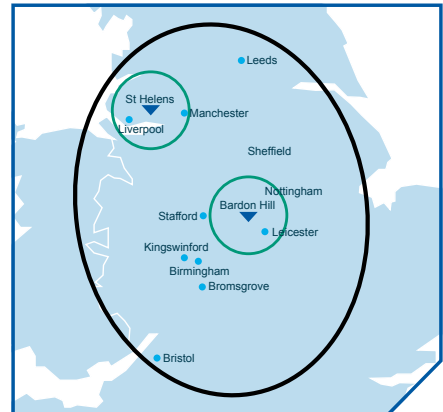 Leeds
St Helens
Manchester
Liverpool
Sheffield
Nottingham
Bardon Hill
Stafford
Leicester
Kingswinford
Birmingham
Bromsgrove
Bristol